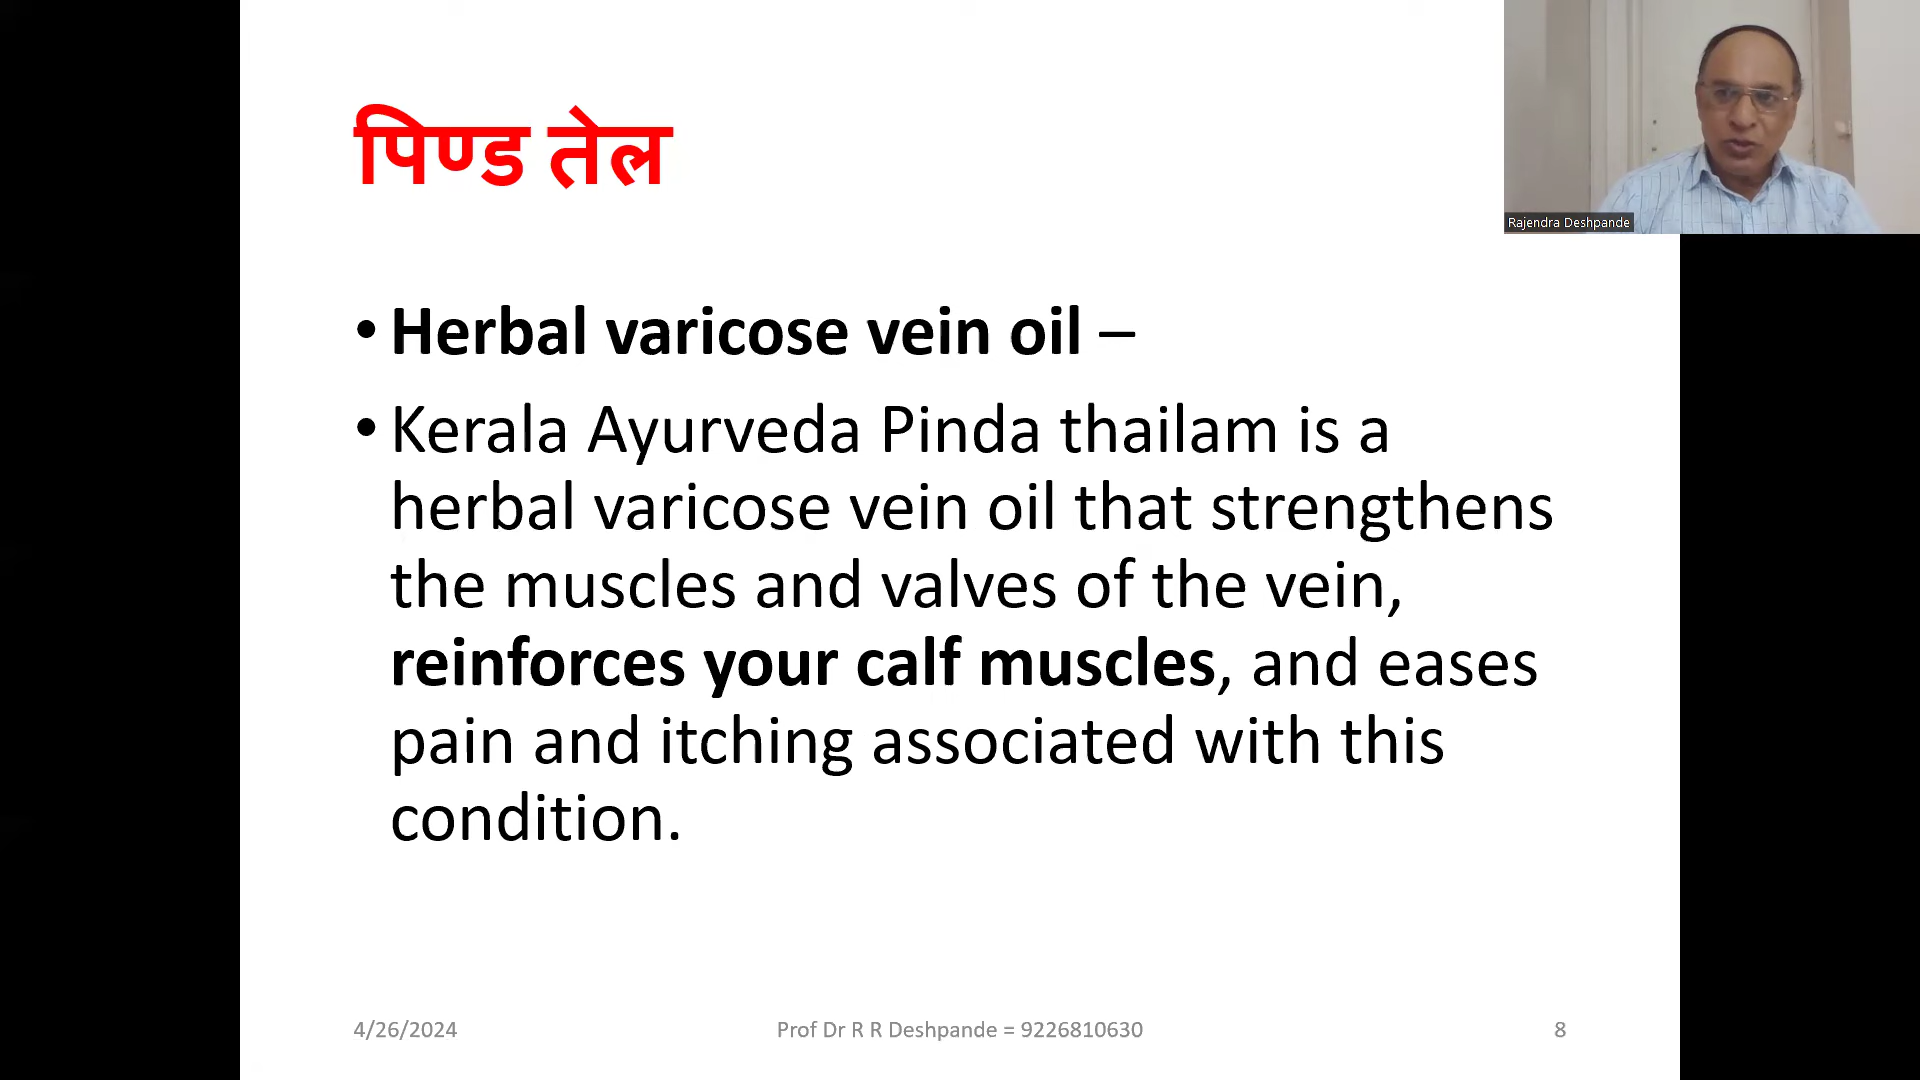 पिण्ड तेल
Rajendra Deshpande
• Herbal varicose vein oil –
• Kerala Ayurveda Pinda thailam is a
herbal varicose vein oil that strengthens
the muscles and valves of the vein,
reinforces your calf muscles, and eases
pain and itching associated with this
condition.
4/26/2024
Prof Dr R R Deshpande = 9226810630
8